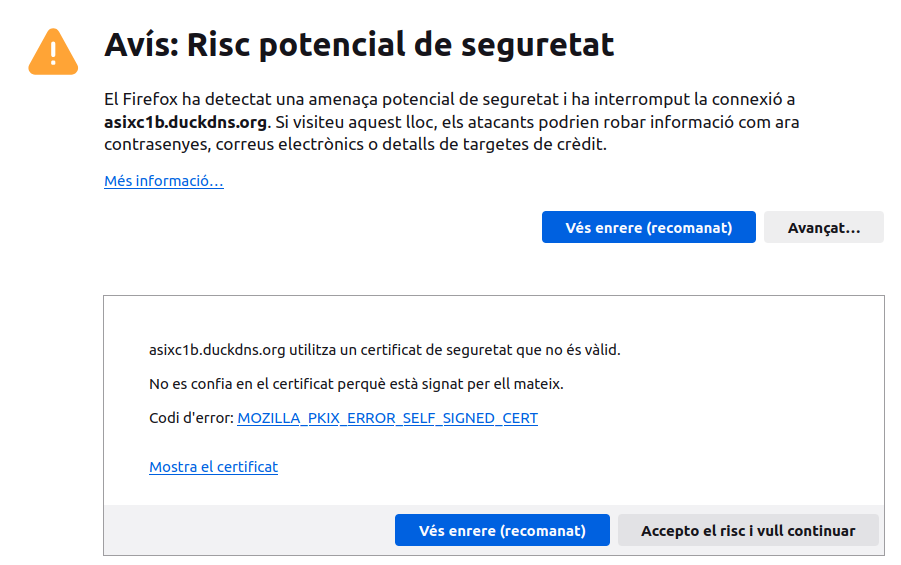 Avís: Risc potencial de seguretat
El Firefox ha detectat una amenaça potencial de seguretat i ha interromput la connexió a
asixc1b.duckdns.org. Si visiteu aquest lloc, els atacants podrien robar informació com ara
contrasenyes, correus electrònics o detalls de targetes de crèdit.
Més informació…
Vés enrere (recomanat)
Avançat…
asixc1b.duckdns.org utilitza un certificat de seguretat que no és vàlid.
No es confia en el certificat perquè està signat per ell mateix.
Codi d'error: MOZILLA_PKIX_ERROR_SELF_SIGNED_CERT
Mostra el certificat
Vés enrere (recomanat)
Accepto el risc i vull continuar